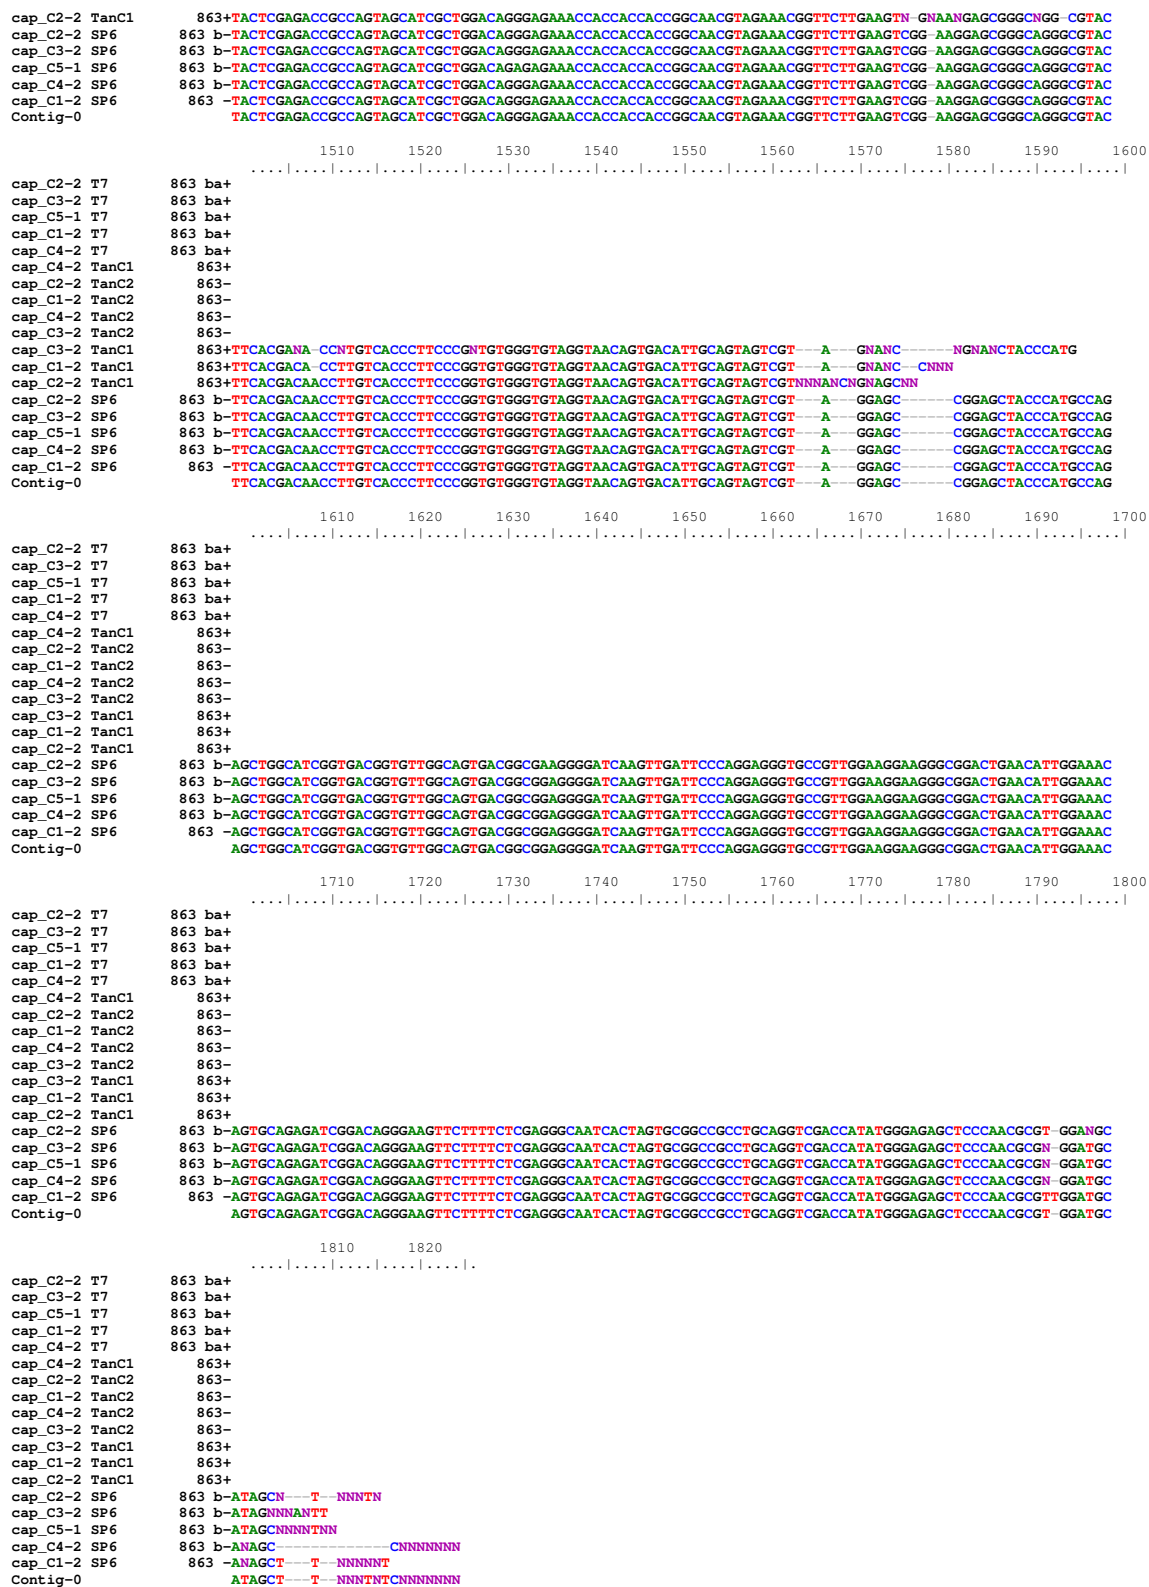 cap_C2-2 TanC1 863+TACTCGAGACCGCCAGTAGCATCGCTGGACAGGGAGAAACCACCACCACCGGCAACGTAGAAACGGTTCTTGAAGTN-GNAANGAGCGGGCNGG-CGTAC
cap_C2-2 SP6 863 b-TACTCGAGACCGCCAGTAGCATCGCTGGACAGGGAGAAACCACCACCACCGGCAACGTAGAAACGGTTCTTGAAGTCGG-AAGGAGCGGGCAGGGCGTAC
cap_C3-2 SP6 863 b-TACTCGAGACCGCCAGTAGCATCGCTGGACAGGGAGAAACCACCACCACCGGCAACGTAGAAACGGTTCTTGAAGTCGG-AAGGAGCGGGCAGGGCGTAC
cap_C5-1 SP6 863 b-TACTCGAGACCGCCAGTAGCATCGCTGGACAGAGAGAAACCACCACCACCGGCAACGTAGAAACGGTTCTTGAAGTCGG-AAGGAGCGGGCAGGGCGTAC
cap_C4-2 SP6 863 b-TACTCGAGACCGCCAGTAGCATCGCTGGACAGGGAGAAACCACCACCACCGGCAACGTAGAAACGGTTCTTGAAGTCGG-AAGGAGCGGGCAGGGCGTAC
cap_C1-2 SP6 863 -TACTCGAGACCGCCAGTAGCATCGCTGGACAGGGAGAAACCACCACCACCGGCAACGTAGAAACGGTTCTTGAAGTCGG-AAGGAGCGGGCAGGGCGTAC
Contig-0 TACTCGAGACCGCCAGTAGCATCGCTGGACAGGGAGAAACCACCACCACCGGCAACGTAGAAACGGTTCTTGAAGTCGG-AAGGAGCGGGCAGGGCGTAC
1510 1520 1530 1540 1550 1560 1570 1580 1590 1600
....|....|....|....|....|....|....|....|....|....|....|....|....|....|....|....|....|....|....|....|
cap_C2-2 T7 863 ba+
cap_C3-2 T7 863 ba+
cap_C5-1 T7 863 ba+
cap_C1-2 T7 863 ba+
cap_C4-2 T7 863 ba+
cap_C4-2 TanC1 863+
cap_C2-2 TanC2 863-
cap_C1-2 TanC2 863-
cap_C4-2 TanC2 863-
cap_C3-2 TanC2 863-
cap_C3-2 TanC1 863+TTCACGANA-CCNTGTCACCCTTCCCGNTGTGGGTGTAGGTAACAGTGACATTGCAGTAGTCGT---A---GNANC------NGNANCTACCCATG
cap_C1-2 TanC1 863+TTCACGACA-CCTTGTCACCCTTCCCGGTGTGGGTGTAGGTAACAGTGACATTGCAGTAGTCGT---A---GNANC--CNNN
cap_C2-2 TanC1 863+TTCACGACAACCTTGTCACCCTTCCCGGTGTGGGTGTAGGTAACAGTGACATTGCAGTAGTCGTNNNANCNGNAGCNN
cap_C2-2 SP6 863 b-TTCACGACAACCTTGTCACCCTTCCCGGTGTGGGTGTAGGTAACAGTGACATTGCAGTAGTCGT---A---GGAGC------CGGAGCTACCCATGCCAG
cap_C3-2 SP6 863 b-TTCACGACAACCTTGTCACCCTTCCCGGTGTGGGTGTAGGTAACAGTGACATTGCAGTAGTCGT---A---GGAGC------CGGAGCTACCCATGCCAG
cap_C5-1 SP6 863 b-TTCACGACAACCTTGTCACCCTTCCCGGTGTGGGTGTAGGTAACAGTGACATTGCAGTAGTCGT---A---GGAGC------CGGAGCTACCCATGCCAG
cap_C4-2 SP6 863 b-TTCACGACAACCTTGTCACCCTTCCCGGTGTGGGTGTAGGTAACAGTGACATTGCAGTAGTCGT---A---GGAGC------CGGAGCTACCCATGCCAG
cap_C1-2 SP6 863 -TTCACGACAACCTTGTCACCCTTCCCGGTGTGGGTGTAGGTAACAGTGACATTGCAGTAGTCGT---A---GGAGC------CGGAGCTACCCATGCCAG
Contig-0 TTCACGACAACCTTGTCACCCTTCCCGGTGTGGGTGTAGGTAACAGTGACATTGCAGTAGTCGT---A---GGAGC------CGGAGCTACCCATGCCAG
1610 1620 1630 1640 1650 1660 1670 1680 1690 1700
....|....|....|....|....|....|....|....|....|....|....|....|....|....|....|....|....|....|....|....|
cap_C2-2 T7 863 ba+
cap_C3-2 T7 863 ba+
cap_C5-1 T7 863 ba+
cap_C1-2 T7 863 ba+
cap_C4-2 T7 863 ba+
cap_C4-2 TanC1 863+
cap_C2-2 TanC2 863-
cap_C1-2 TanC2 863-
cap_C4-2 TanC2 863-
cap_C3-2 TanC2 863-
cap_C3-2 TanC1 863+
cap_C1-2 TanC1 863+
cap_C2-2 TanC1 863+
cap_C2-2 SP6 863 b-AGCTGGCATCGGTGACGGTGTTGGCAGTGACGGCGAAGGGGATCAAGTTGATTCCCAGGAGGGTGCCGTTGGAAGGAAGGGCGGACTGAACATTGGAAAC
cap_C3-2 SP6 863 b-AGCTGGCATCGGTGACGGTGTTGGCAGTGACGGCGGAGGGGATCAAGTTGATTCCCAGGAGGGTGCCGTTGGAAGGAAGGGCGGACTGAACATTGGAAAC
cap_C5-1 SP6 863 b-AGCTGGCATCGGTGACGGTGTTGGCAGTGACGGCGGAGGGGATCAAGTTGATTCCCAGGAGGGTGCCGTTGGAAGGAAGGGCGGACTGAACATTGGAAAC
cap_C4-2 SP6 863 b-AGCTGGCATCGGTGACGGTGTTGGCAGTGACGGCGGAGGGGATCAAGTTGATTCCCAGGAGGGTGCCGTTGGAAGGAAGGGCGGACTGAACATTGGAAAC
cap_C1-2 SP6 863 -AGCTGGCATCGGTGACGGTGTTGGCAGTGACGGCGGAGGGGATCAAGTTGATTCCCAGGAGGGTGCCGTTGGAAGGAAGGGCGGACTGAACATTGGAAAC
Contig-0 AGCTGGCATCGGTGACGGTGTTGGCAGTGACGGCGGAGGGGATCAAGTTGATTCCCAGGAGGGTGCCGTTGGAAGGAAGGGCGGACTGAACATTGGAAAC
1710 1720 1730 1740 1750 1760 1770 1780 1790 1800
....|....|....|....|....|....|....|....|....|....|....|....|....|....|....|....|....|....|....|....|
cap_C2-2 T7 863 ba+
cap_C3-2 T7 863 ba+
cap_C5-1 T7 863 ba+
cap_C1-2 T7 863 ba+
cap_C4-2 T7 863 ba+
cap_C4-2 TanC1 863+
cap_C2-2 TanC2 863-
cap_C1-2 TanC2 863-
cap_C4-2 TanC2 863-
cap_C3-2 TanC2 863-
cap_C3-2 TanC1 863+
cap_C1-2 TanC1 863+
cap_C2-2 TanC1 863+
cap_C2-2 SP6 863 b-AGTGCAGAGATCGGACAGGGAAGTTCTTTTCTCGAGGGCAATCACTAGTGCGGCCGCCTGCAGGTCGACCATATGGGAGAGCTCCCAACGCGT-GGANGC
cap_C3-2 SP6 863 b-AGTGCAGAGATCGGACAGGGAAGTTCTTTTCTCGAGGGCAATCACTAGTGCGGCCGCCTGCAGGTCGACCATATGGGAGAGCTCCCAACGCGN-GGATGC
cap_C5-1 SP6 863 b-AGTGCAGAGATCGGACAGGGAAGTTCTTTTCTCGAGGGCAATCACTAGTGCGGCCGCCTGCAGGTCGACCATATGGGAGAGCTCCCAACGCGN-GGATGC
cap_C4-2 SP6 863 b-AGTGCAGAGATCGGACAGGGAAGTTCTTTTCTCGAGGGCAATCACTAGTGCGGCCGCCTGCAGGTCGACCATATGGGAGAGCTCCCAACGCGN-GGATGC
cap_C1-2 SP6 863 -AGTGCAGAGATCGGACAGGGAAGTTCTTTTCTCGAGGGCAATCACTAGTGCGGCCGCCTGCAGGTCGACCATATGGGAGAGCTCCCAACGCGTTGGATGC
Contig-0 AGTGCAGAGATCGGACAGGGAAGTTCTTTTCTCGAGGGCAATCACTAGTGCGGCCGCCTGCAGGTCGACCATATGGGAGAGCTCCCAACGCGT-GGATGC
1810 1820
....|....|....|....|....|.
cap_C2-2 T7 863 ba+
cap_C3-2 T7 863 ba+
cap_C5-1 T7 863 ba+
cap_C1-2 T7 863 ba+
cap_C4-2 T7 863 ba+
cap_C4-2 TanC1 863+
cap_C2-2 TanC2 863-
cap_C1-2 TanC2 863-
cap_C4-2 TanC2 863-
cap_C3-2 TanC2 863-
cap_C3-2 TanC1 863+
cap_C1-2 TanC1 863+
cap_C2-2 TanC1 863+
cap_C2-2 SP6 863 b-ATAGCN---T--NNNTN
cap_C3-2 SP6 863 b-ATAGNNNANTT
cap_C5-1 SP6 863 b-ATAGCNNNNTNN
cap_C4-2 SP6 863 b-ANAGC-------------CNNNNNNN
cap_C1-2 SP6 863 -ANAGCT---T--NNNNNT
Contig-0 ATAGCT---T--NNNTNTCNNNNNNN